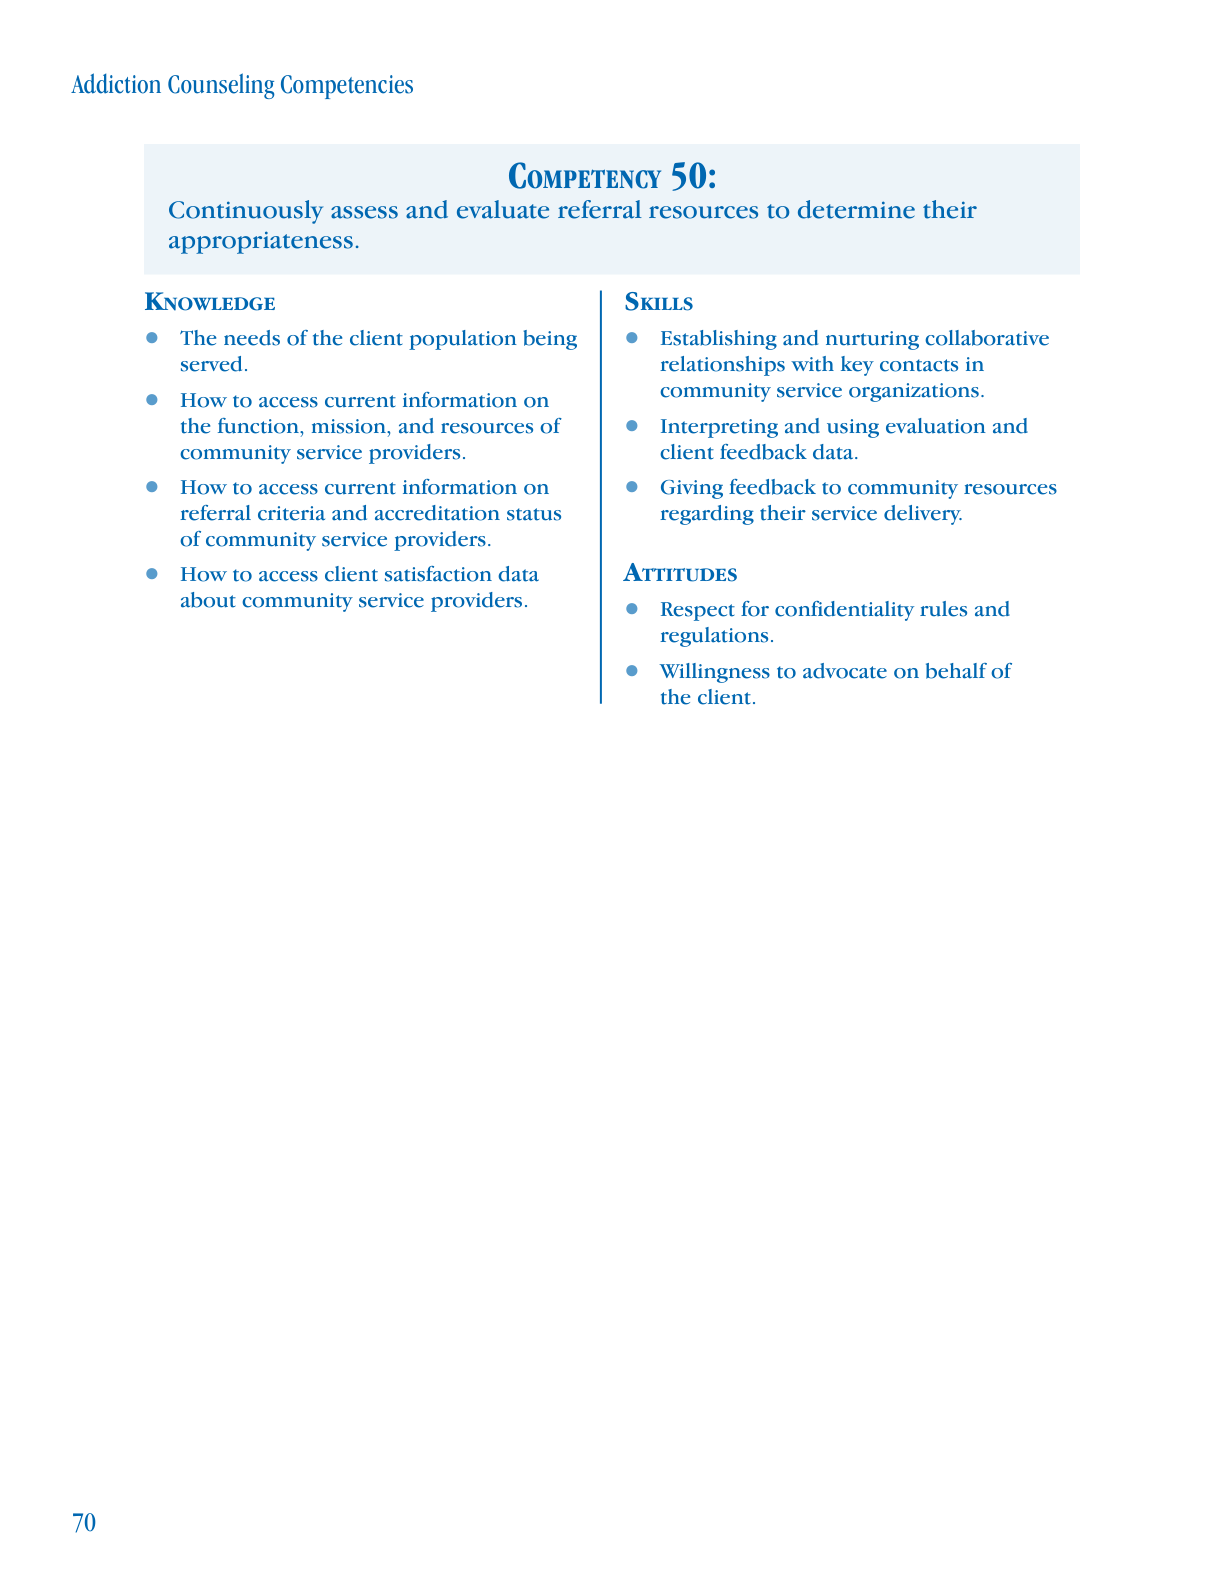 Addiction Counseling Competencies
Competency 50:
Continuously assess and evaluate referral resources to determine their
appropriateness.
Knowledge
• The needs of the client population being
served.
• How to access current information on
the function, mission, and resources of
community service providers.
• How to access current information on
referral criteria and accreditation status
of community service providers.
• How to access client satisfaction data
about community service providers.
Skills
• Establishing and nurturing collaborative
relationships with key contacts in
community service organizations.
• Interpreting and using evaluation and
client feedback data.
• Giving feedback to community resources
regarding their service delivery.
Attitudes
• Respect for confidentiality rules and
regulations.
• Willingness to advocate on behalf of
the client.
70